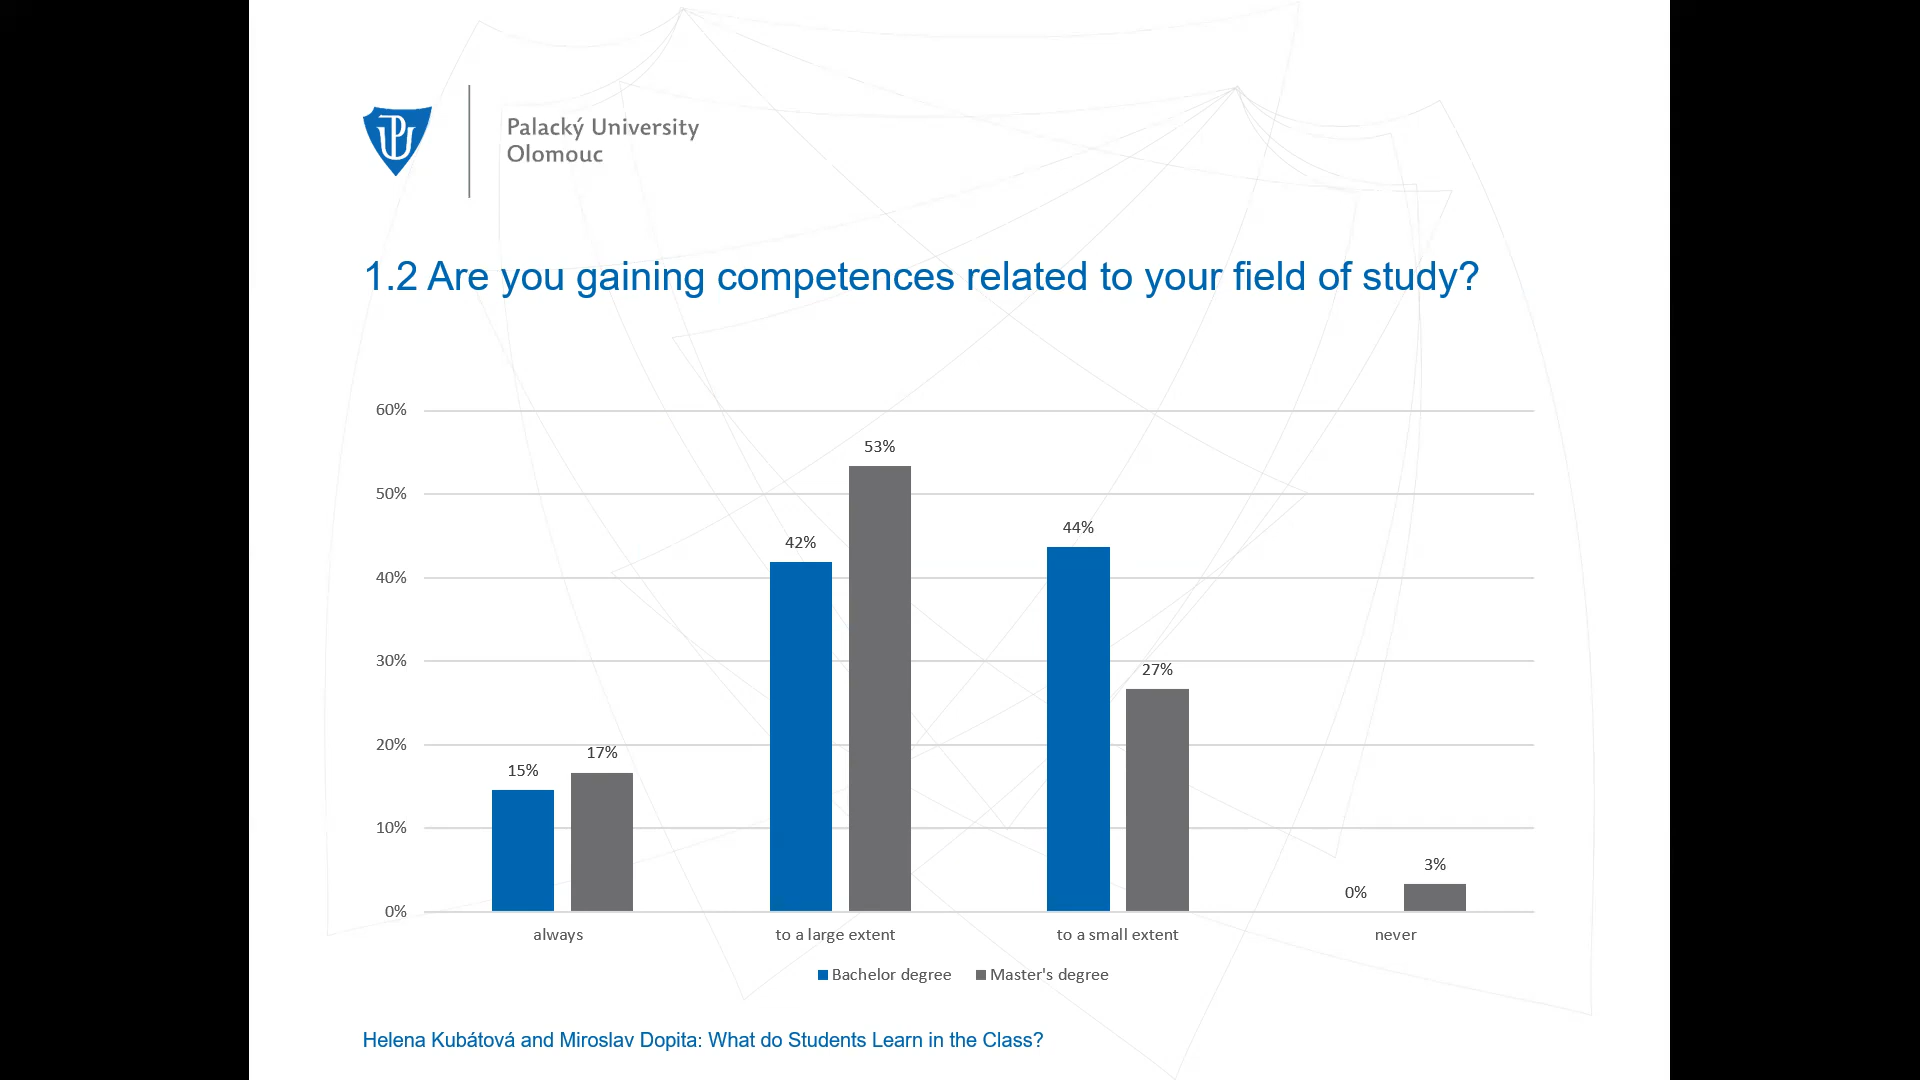 Palacký University
Olomouc
1.2 Are you gaining competences related to your field of study?
60%
50%
40%
30%
20%
10%
0%
15%
17%
42%
53%
44%
27%
0%
3%
always
to a large extent
to a small extent
never
Bachelor degree
Master's degree
Helena Kubátová and Miroslav Dopita: What do Students Learn in the Class?